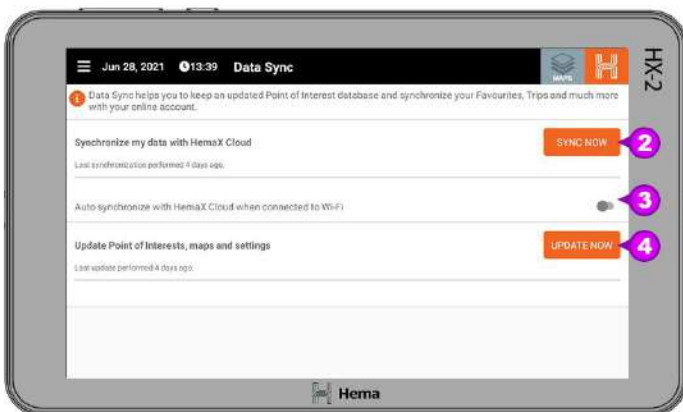 Jun 28, 2021 13:39 Data Sync
MAPS
HX-2
Data Sync helps you to keep an updated Point of Interest database and synchronize your Favourites, Trips and much more
with your online account.
Synchronize my data with HemaX Cloud
SYNC NOW
2
Last synchronization performed 4 days ago.
Auto synchronize with HemaX Cloud when connected to Wi-Fi
3
Update Point of Interests, maps and settings
UPDATE NOW
4
Last update performed 4 days ago.
Hema